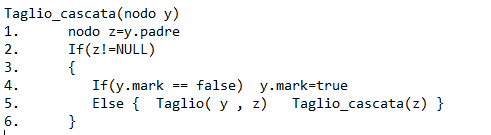 Taglio_cascata(nodo y)
1. nodo z=y.padre
2. If(z!=NULL)
3. {
4. If(y.mark == false) y.mark=true
5. Else { Taglio( y , z) Taglio_cascata(z) }
6. }